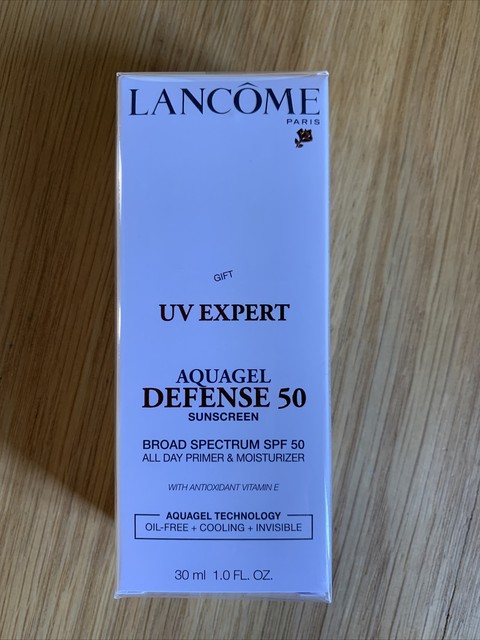 LANCÔME
PARIS
GIFT
UV EXPERT
AQUAGEL
DEFENSE 50
SUNSCREEN
BROAD SPECTRUM SPF 50
ALL DAY PRIMER & MOISTURIZER
WITH ANTIOXIDANT VITAMIN E
AQUAGEL TECHNOLOGY
OIL-FREE + COOLING + INVISIBLE
30 ml 1.0 FL. OZ.